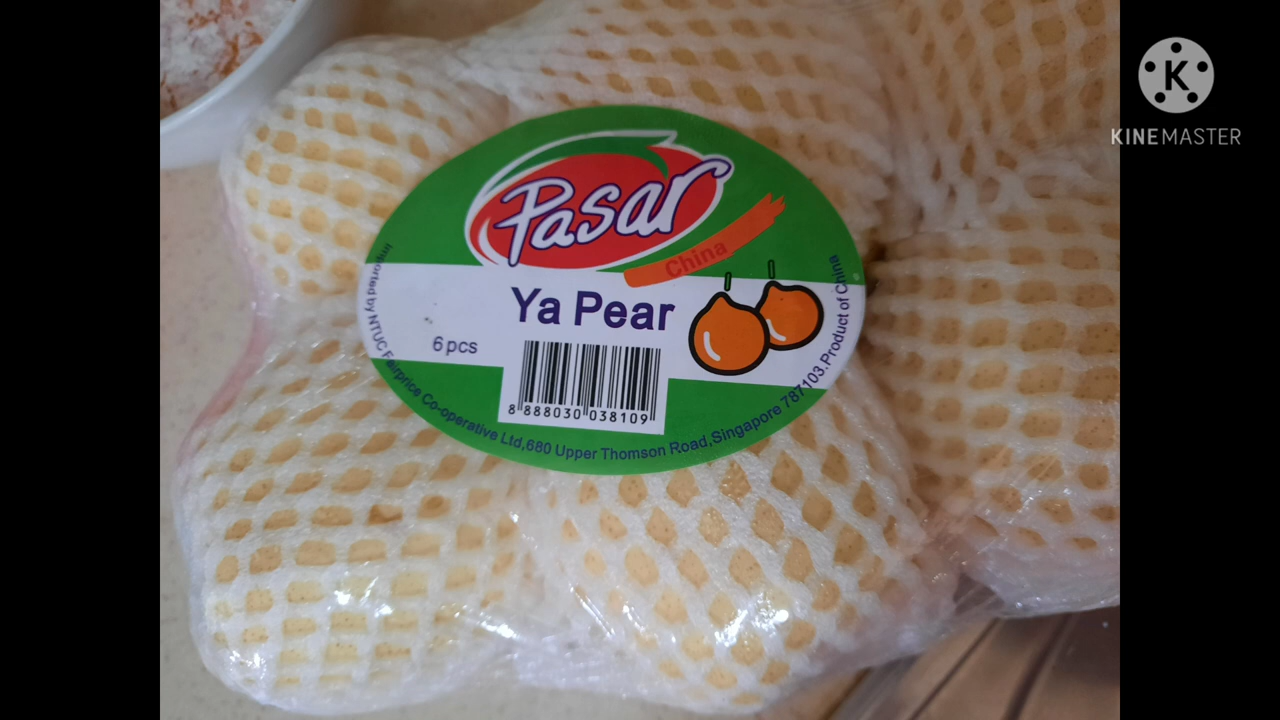 KINEMASTER
Pasar
China
Ya Pear
6 pcs
8 888030 038109
Imported by NTUC Fairprice Co-operative Ltd,680 Upper Thomson Road,Singapore 787103.Product of China